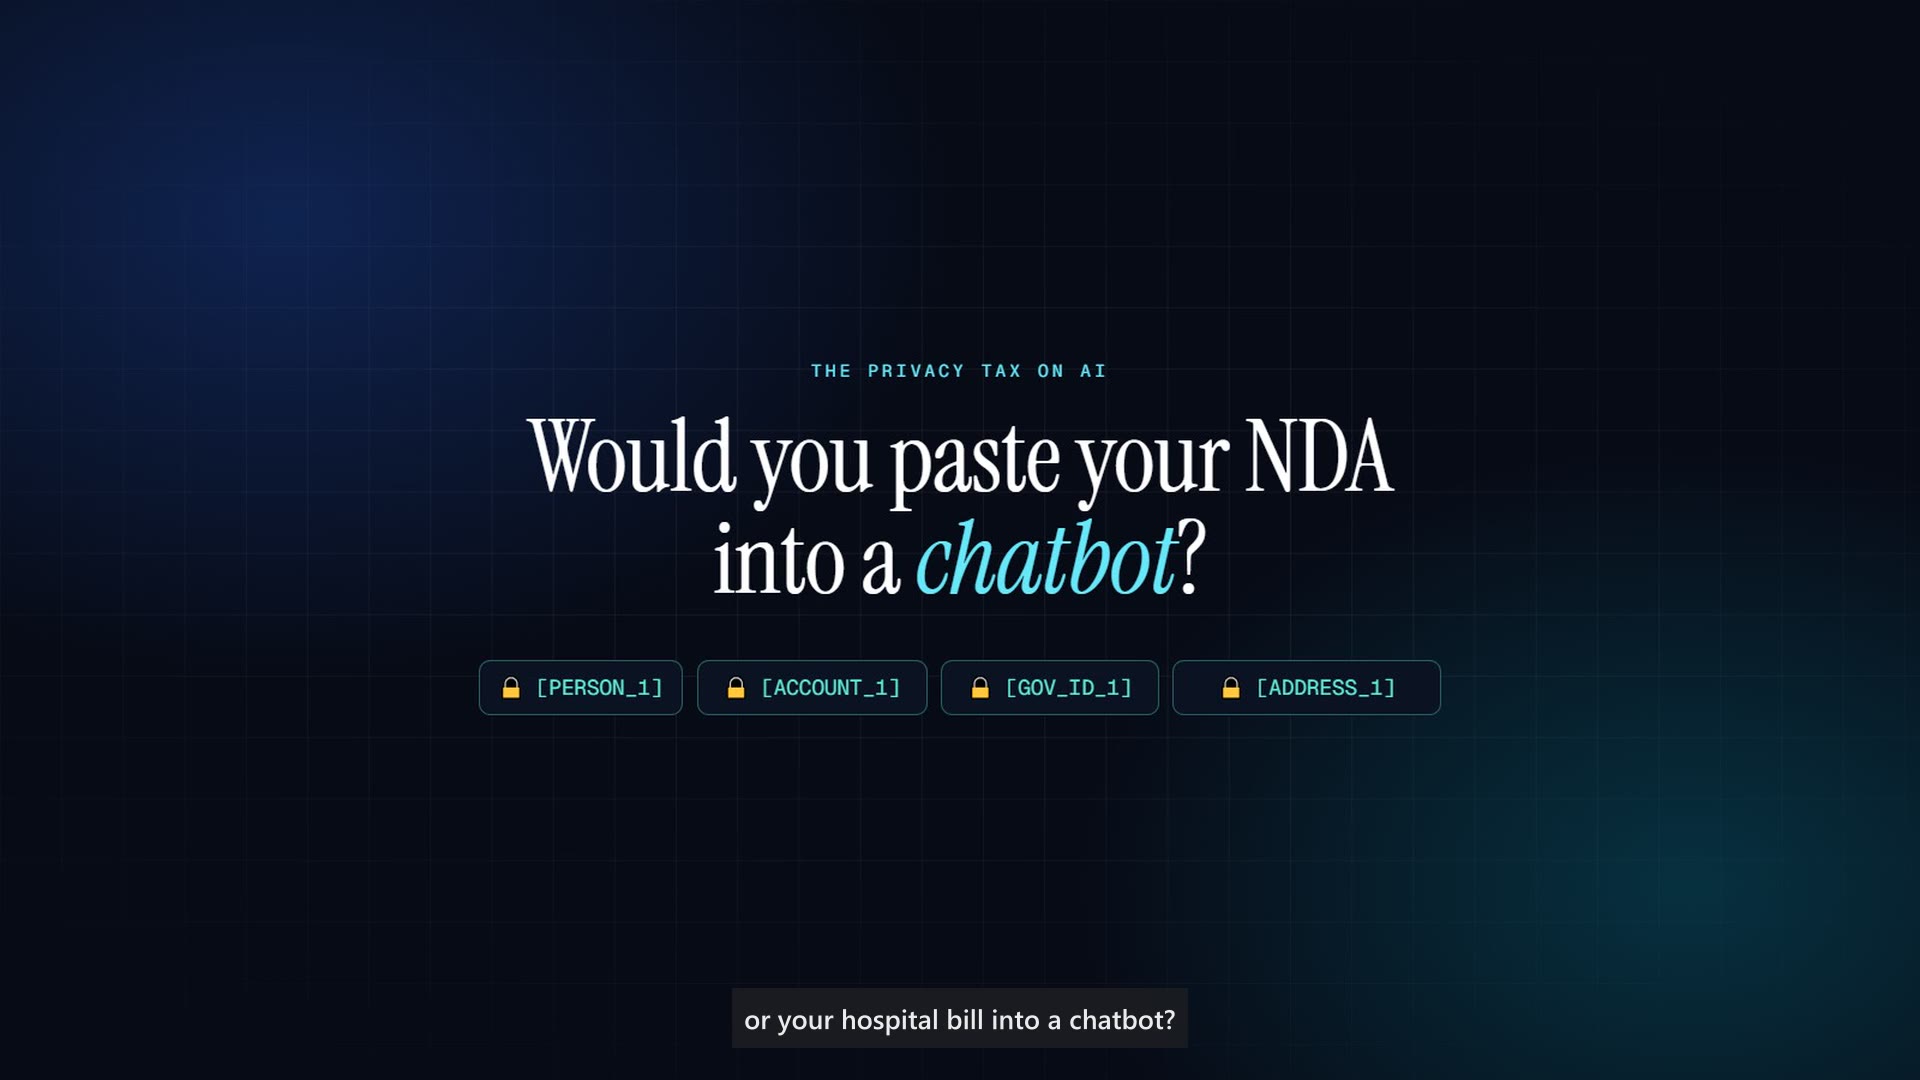 THE PRIVACY TAX ON AI
Would you paste your NDA
into a chatbot?
[PERSON_1] [ACCOUNT_1] [GOV_ID_1] [ADDRESS_1]
or your hospital bill into a chatbot?